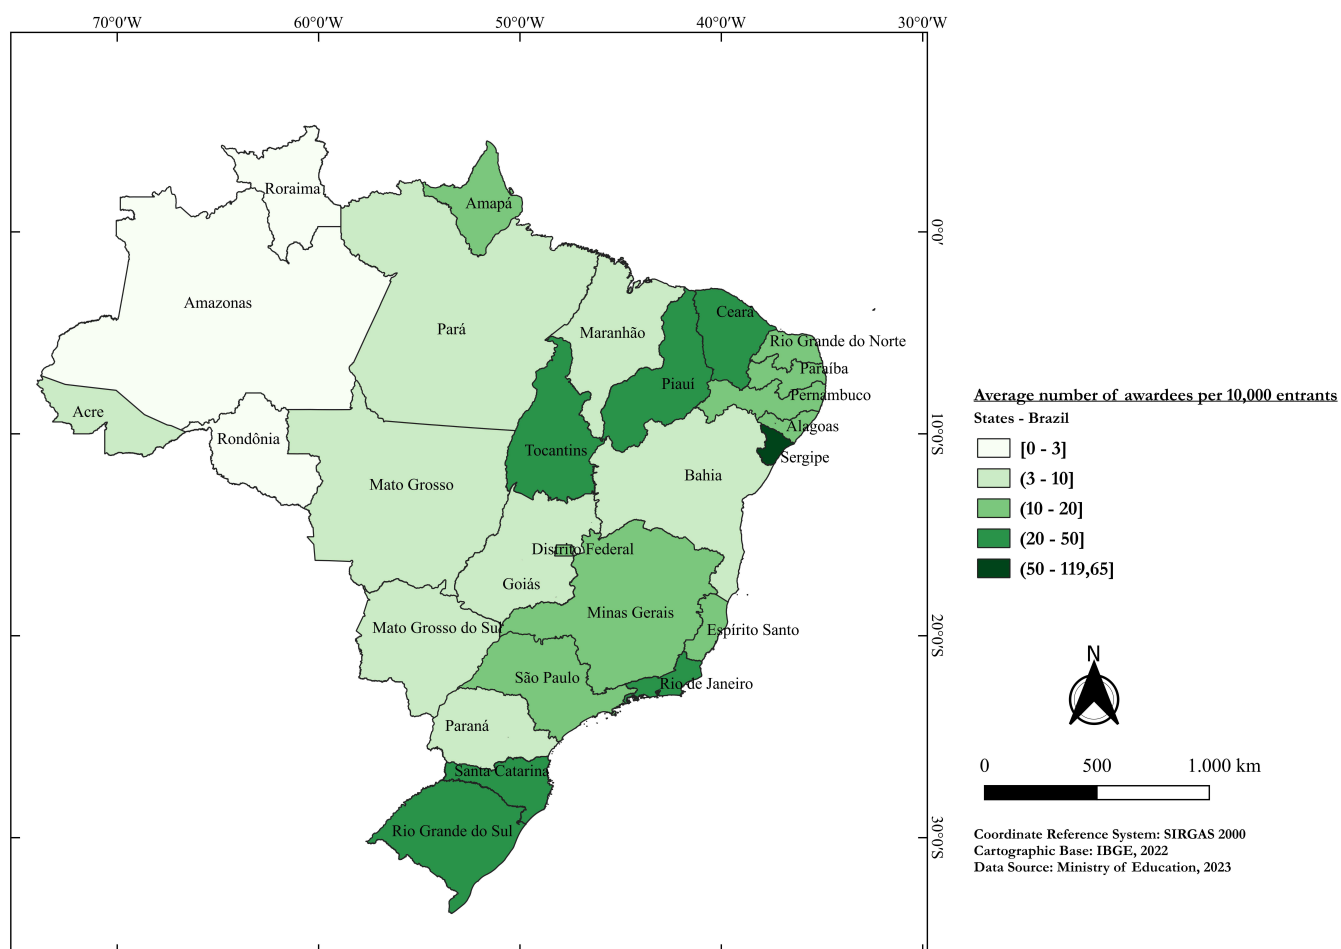 70°0'W 60°0'W 50°0'W 40°0'W 30°0'W
Roraima
Amapá
0°0'
Amazonas
Pará
Maranhão
Ceará
Rio Grande do Norte
Paraíba
Piauí
Pernambuco
Acre
Alagoas
Rondônia
10°0'S
Tocantins
Sergipe
Bahia
Mato Grosso
Distrito Federal
Goiás
Minas Gerais
Mato Grosso do Sul
Espírito Santo
20°0'S
São Paulo
Rio de Janeiro
Paraná
Santa Catarina
Rio Grande do Sul
30°0'S
Average number of awardees per 10,000 entrants
States - Brazil
[0 - 3]
(3 - 10]
(10 - 20]
(20 - 50]
(50 - 119,65]
N
0 500 1.000 km
Coordinate Reference System: SIRGAS 2000
Cartographic Base: IBGE, 2022
Data Source: Ministry of Education, 2023